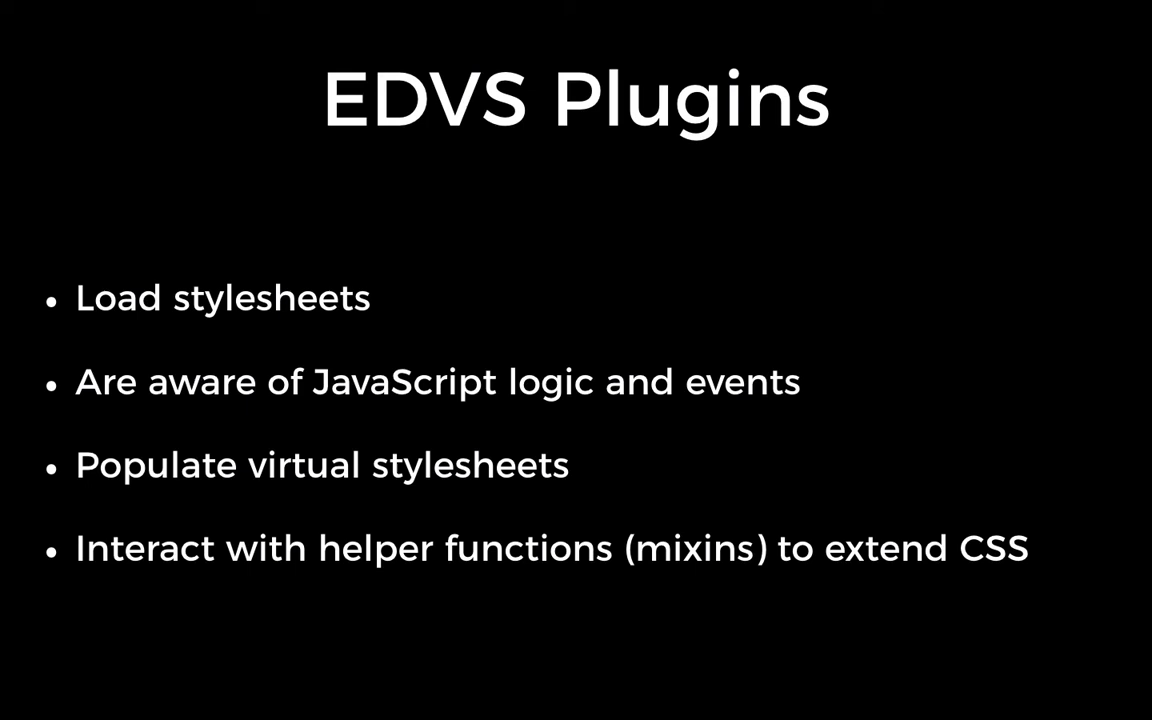 EDVS Plugins
• Load stylesheets
• Are aware of JavaScript logic and events
• Populate virtual stylesheets
• Interact with helper functions (mixins) to extend CSS